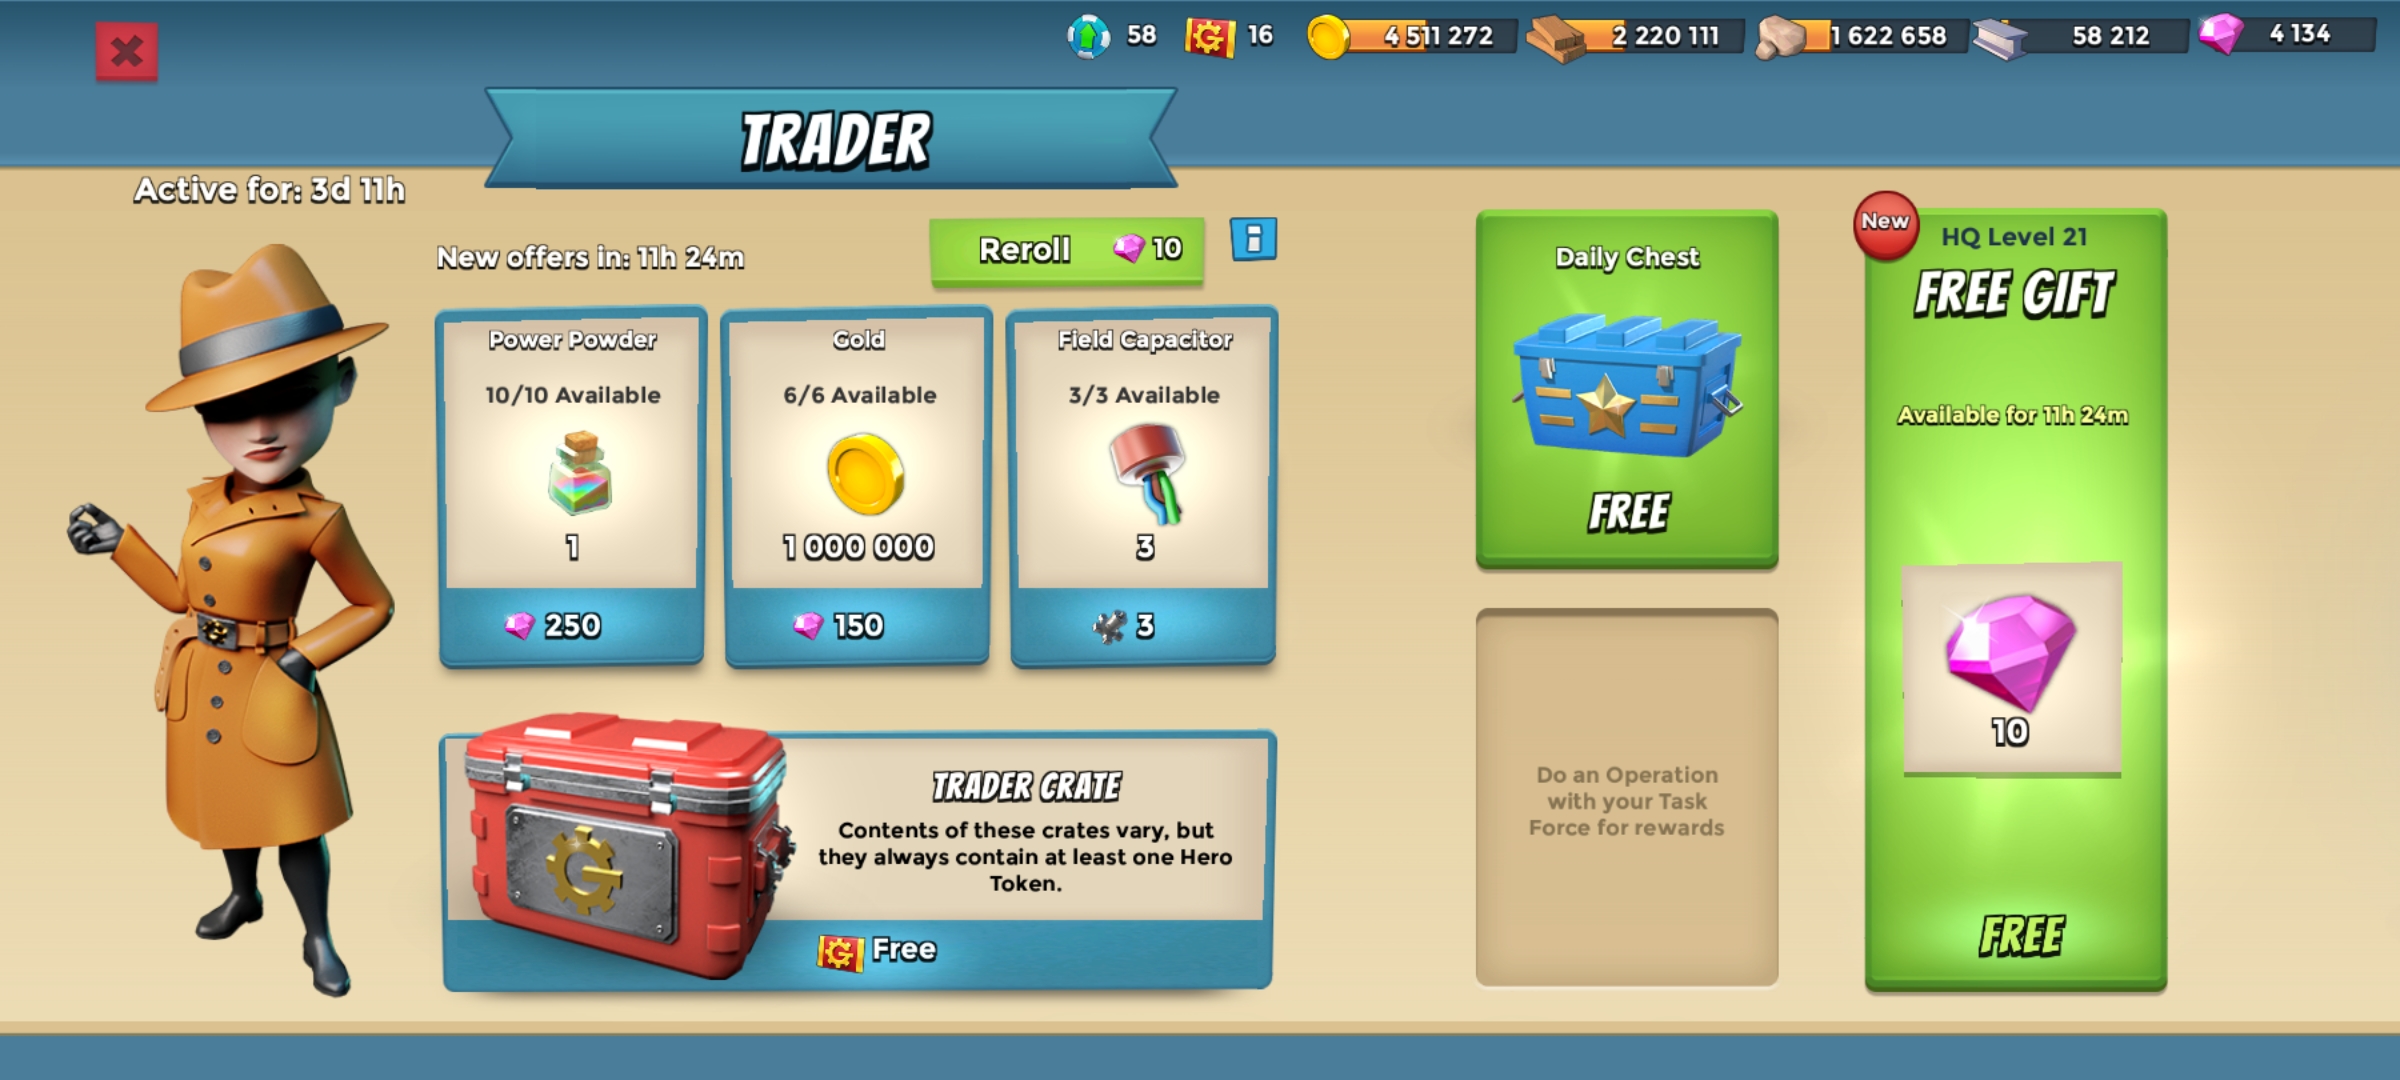 58
16
4 511 272
2 220 111
1 622 658
58 212
4 134
TRADER
Active for: 3d 11h
New offers in: 11h 24m
Reroll 10
i
Power Powder
10/10 Available
1
250
Gold
6/6 Available
1 000 000
150
Field Capacitor
3/3 Available
3
3
TRADER CRATE
Contents of these crates vary, but
they always contain at least one Hero
Token.
G
G Free
Daily Chest
FREE
Do an Operation
with your Task
Force for rewards
New
HQ Level 21
FREE GIFT
Available for 11h 24m
10
FREE